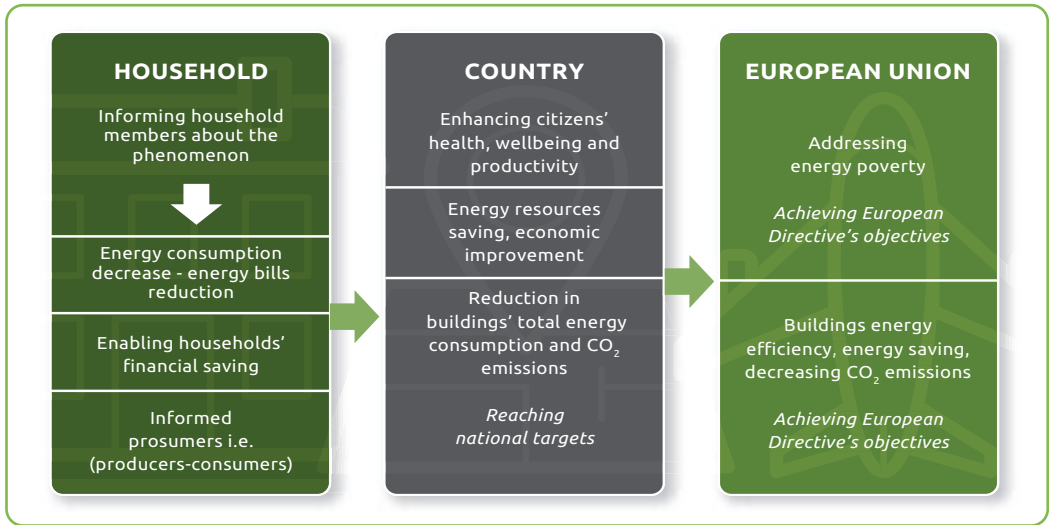 HOUSEHOLD
Informing household
members about the
phenomenon
Energy consumption
decrease - energy bills
reduction
Enabling households’
financial saving
Informed
prosumers i.e.
(producers-consumers)
COUNTRY
Enhancing citizens’
health, wellbeing and
productivity
Energy resources
saving, economic
improvement
Reduction in
buildings’ total energy
consumption and CO₂
emissions
Reaching
national targets
EUROPEAN UNION
Addressing
energy poverty
Achieving European
Directive’s objectives
Buildings energy
efficiency, energy saving,
decreasing CO₂ emissions
Achieving European
Directive’s objectives